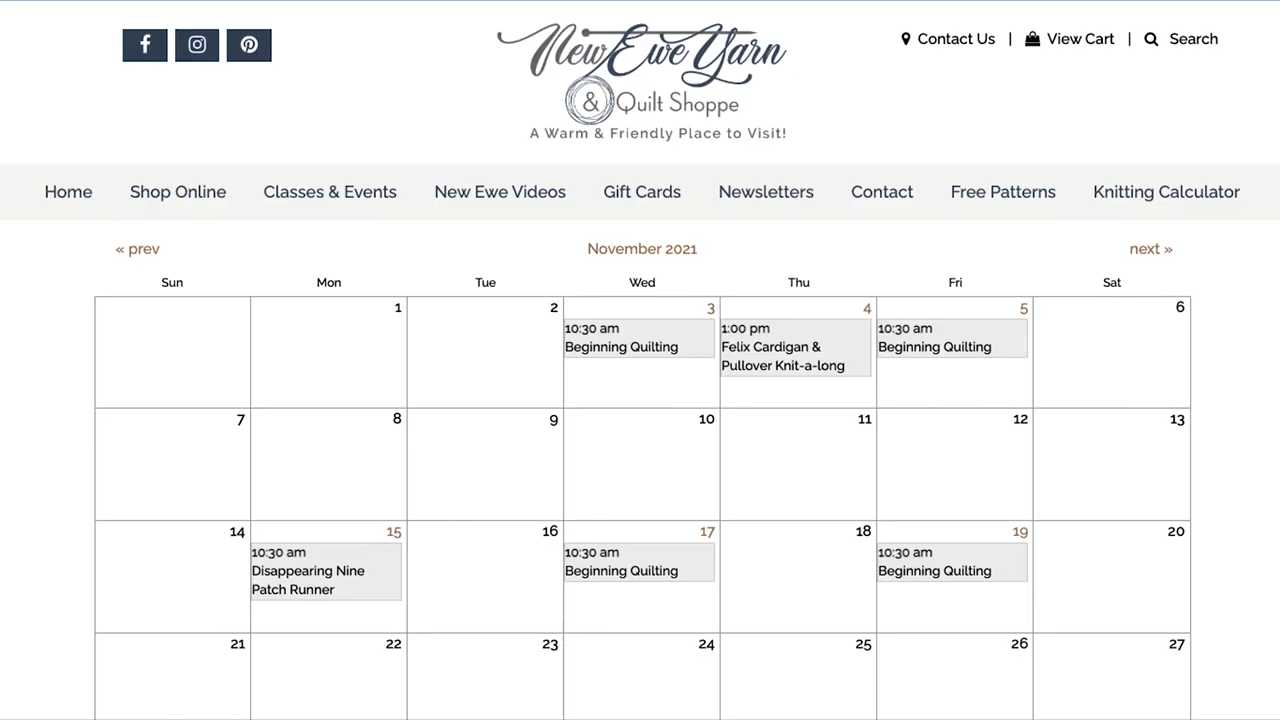 Contact Us | View Cart | Search
New Ewe Yarn
& Quilt Shoppe
A Warm & Friendly Place to Visit!
Home Shop Online Classes & Events New Ewe Videos Gift Cards Newsletters Contact Free Patterns Knitting Calculator
« prev November 2021 next »
Sun Mon Tue Wed Thu Fri Sat
1 2 3 4 5 6
10:30 am 1:00 pm 10:30 am
Beginning Quilting Felix Cardigan & Beginning Quilting
Pullover Knit-a-long
7 8 9 10 11 12 13
14 15 16 17 18 19 20
10:30 am 10:30 am 10:30 am
Disappearing Nine Beginning Quilting Beginning Quilting
Patch Runner
21 22 23 24 25 26 27